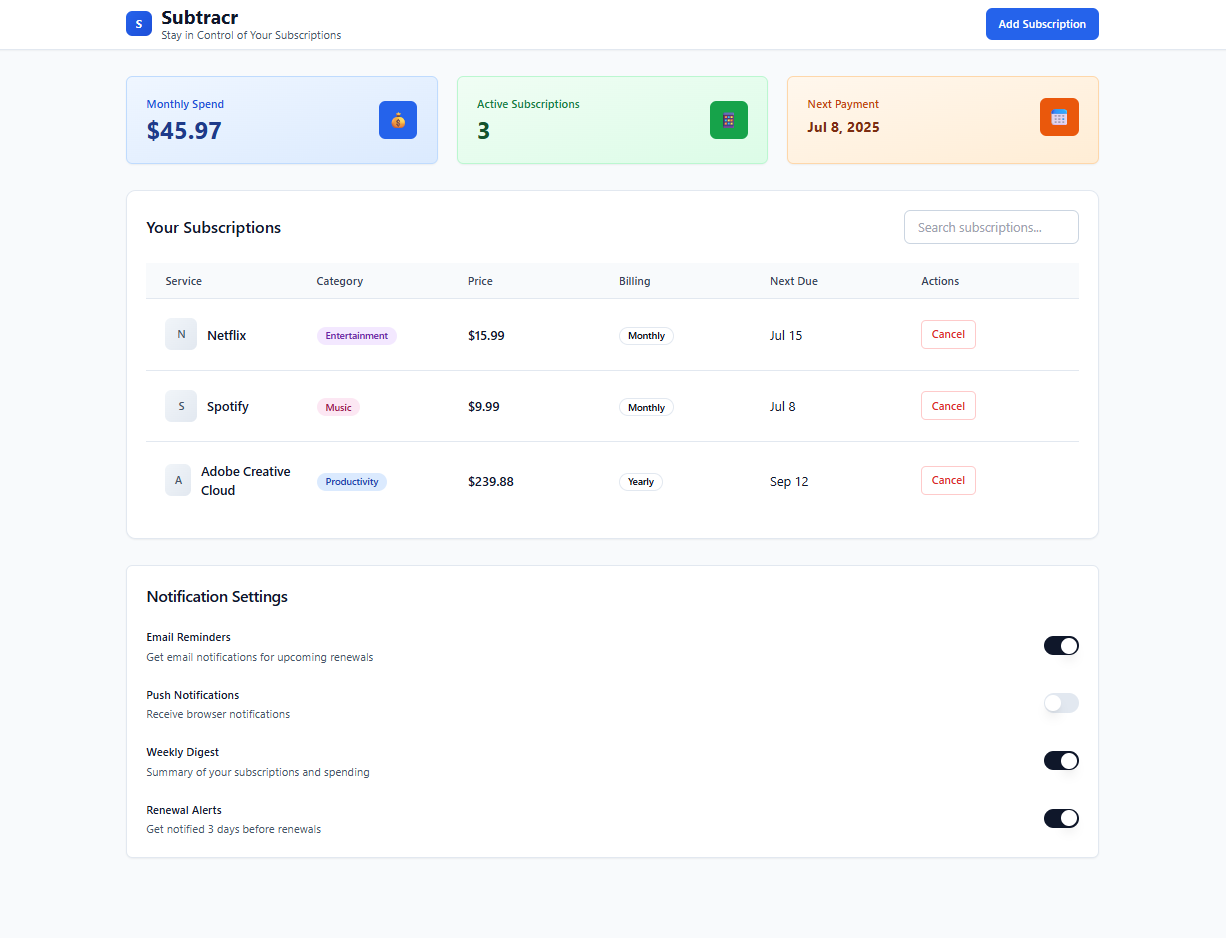 S
Subtracr
Stay in Control of Your Subscriptions
Add Subscription
Monthly Spend
$45.97
Active Subscriptions
3
Next Payment
Jul 8, 2025
Your Subscriptions
Search subscriptions...
Service Category Price Billing Next Due Actions
N Netflix Entertainment $15.99 Monthly Jul 15 Cancel
S Spotify Music $9.99 Monthly Jul 8 Cancel
A Adobe Creative
Cloud Productivity $239.88 Yearly Sep 12 Cancel
Notification Settings
Email Reminders
Get email notifications for upcoming renewals
Push Notifications
Receive browser notifications
Weekly Digest
Summary of your subscriptions and spending
Renewal Alerts
Get notified 3 days before renewals